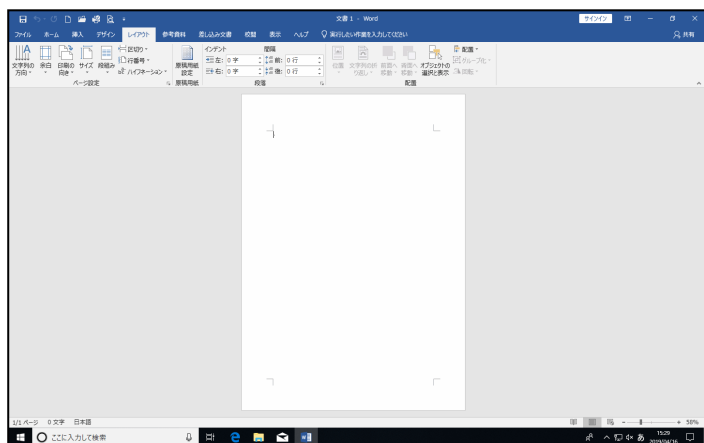 文書 1 - Word
サインイン
ファイル ホーム 挿入 デザイン レイアウト 参考資料 差し込み文書 校閲 表示 ヘルプ 実行したい作業を入力してください 共有
文字列の方向 余白 印刷の向き サイズ 段組み
区切り
行番号
ハイフネーション
ページ設定
原稿用紙設定
原稿用紙
インデント 間隔
左: 0 字 前: 0 行
右: 0 字 後: 0 行
段落
位置 文字列の折り返し 前面へ移動 背面へ移動 オブジェクトの選択と表示
配置
グループ化
回転
配置
1/1 ページ 0 文字 日本語
50%
ここに入力して検索
あ
15:29
2019/04/16